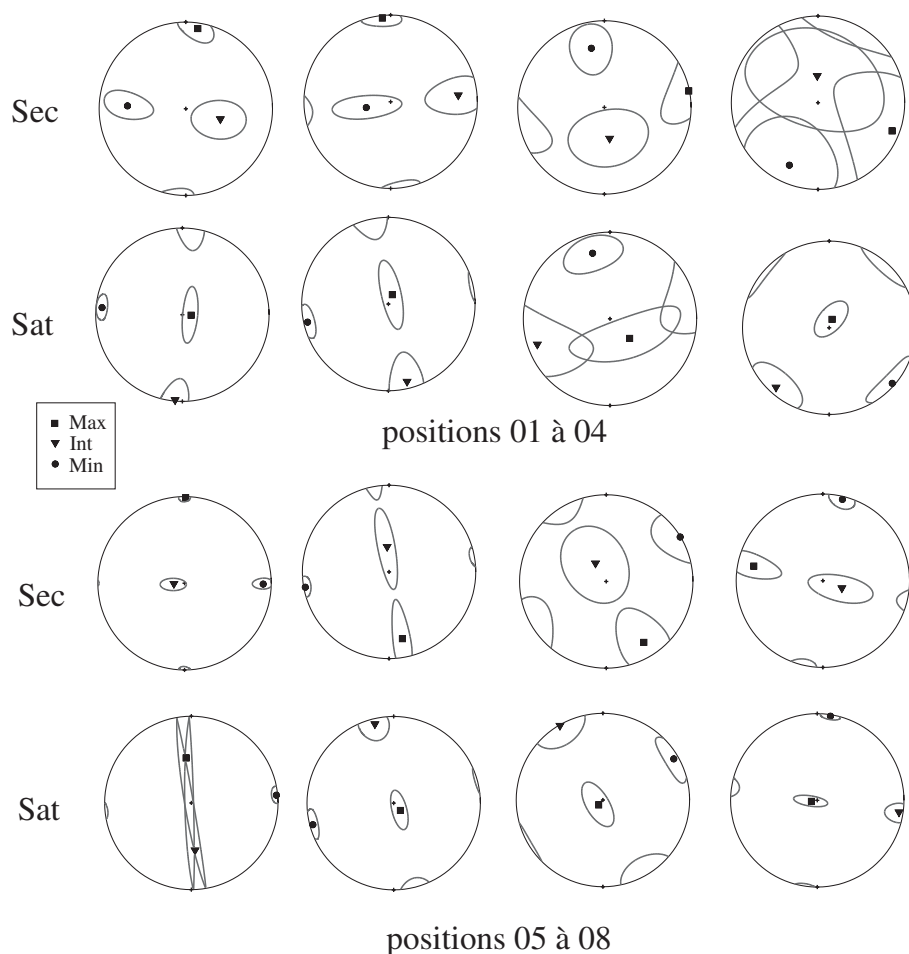 Sec
Sat
Max
Int
Min
positions 01 à 04
Sec
Sat
positions 05 à 08